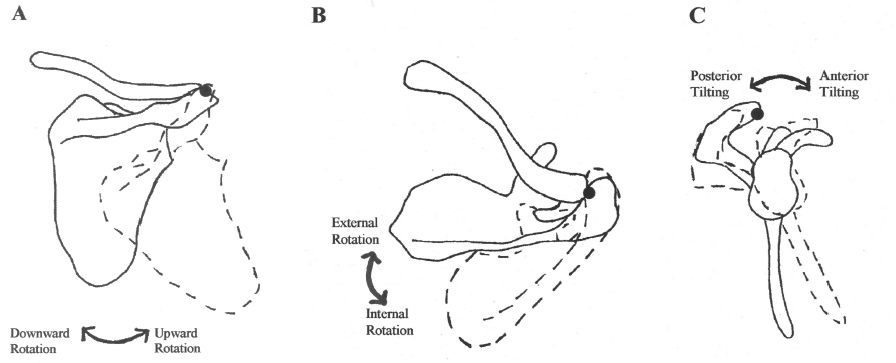 A
B
C
Posterior
Tilting
Anterior
Tilting
External
Rotation
Internal
Rotation
Downward
Rotation
Upward
Rotation